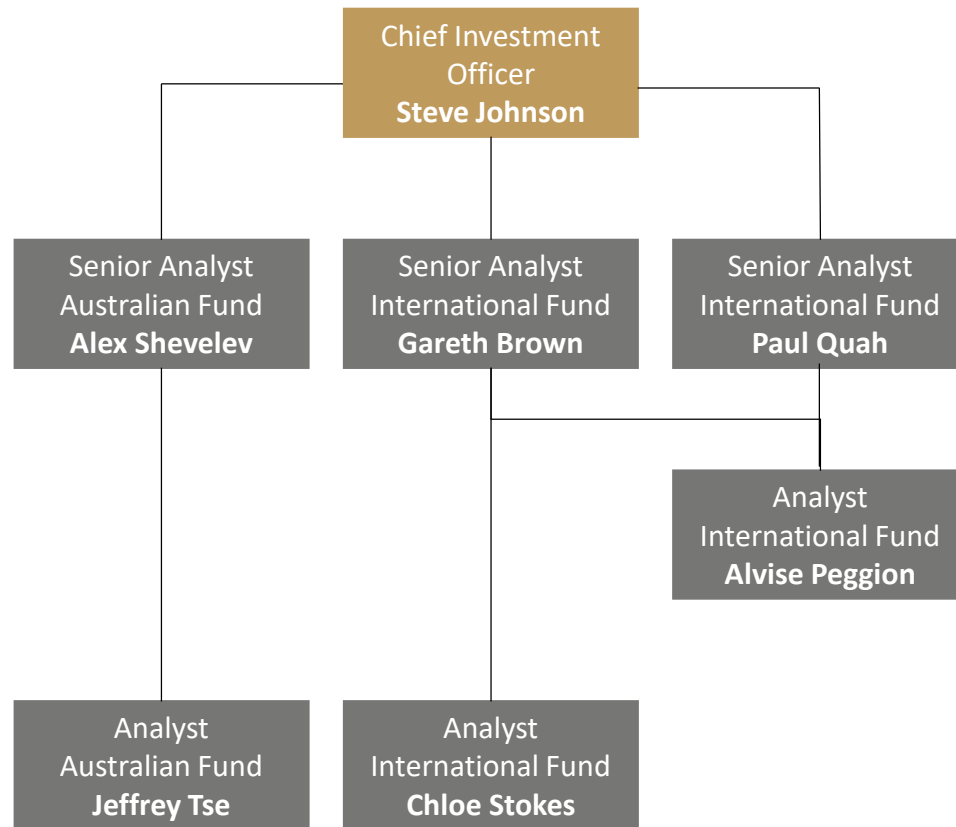 Chief Investment
Officer
Steve Johnson
Senior Analyst
Australian Fund
Alex Shevelev
Senior Analyst
International Fund
Gareth Brown
Senior Analyst
International Fund
Paul Quah
Analyst
International Fund
Alvise Peggion
Analyst
Australian Fund
Jeffrey Tse
Analyst
International Fund
Chloe Stokes